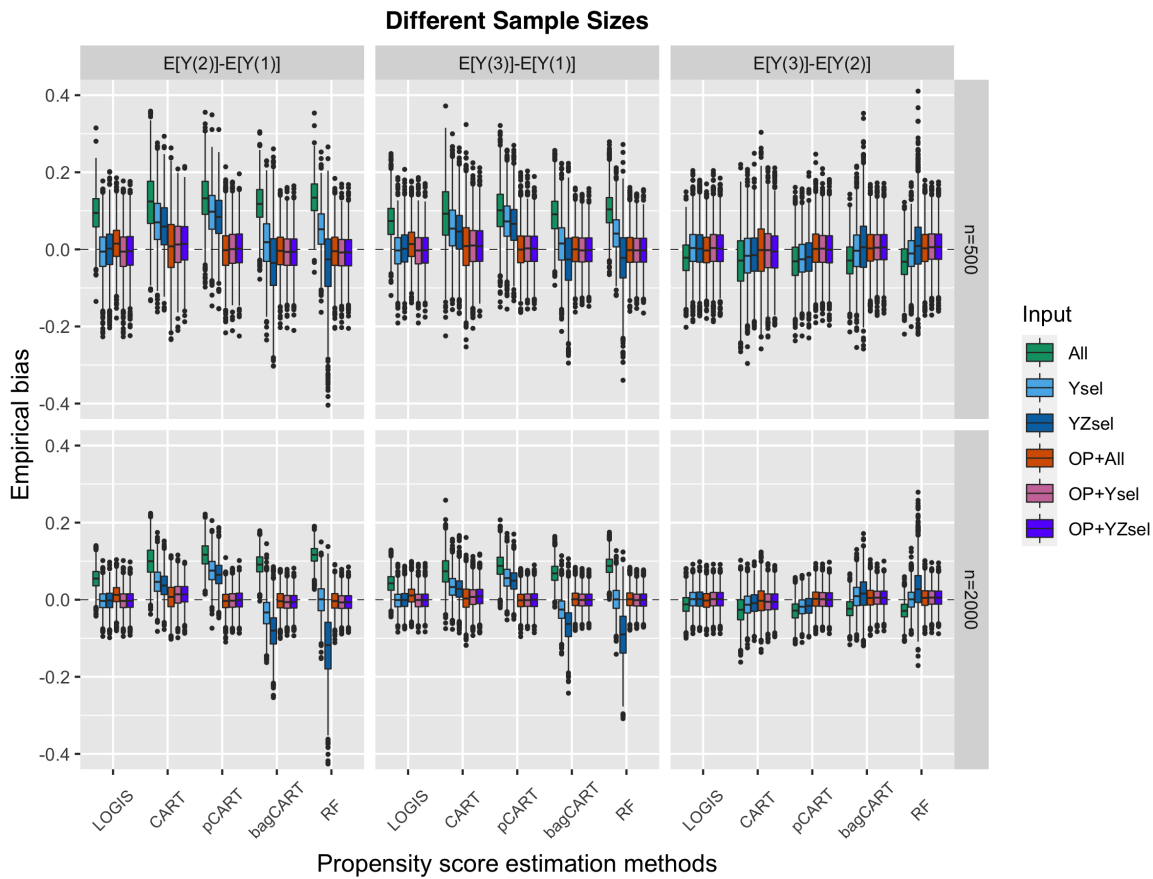 Different Sample Sizes
E[Y(2)]-E[Y(1)]
E[Y(3)]-E[Y(1)]
E[Y(3)]-E[Y(2)]
Empirical bias
0.4
0.2
0.0
-0.2
-0.4
n=500
0.4
0.2
0.0
-0.2
-0.4
n=2000
LOGIS
CART
pCART
bagCART
RF
LOGIS
CART
pCART
bagCART
RF
LOGIS
CART
pCART
bagCART
RF
Propensity score estimation methods
Input
All
Ysel
YZsel
OP+All
OP+Ysel
OP+YZsel